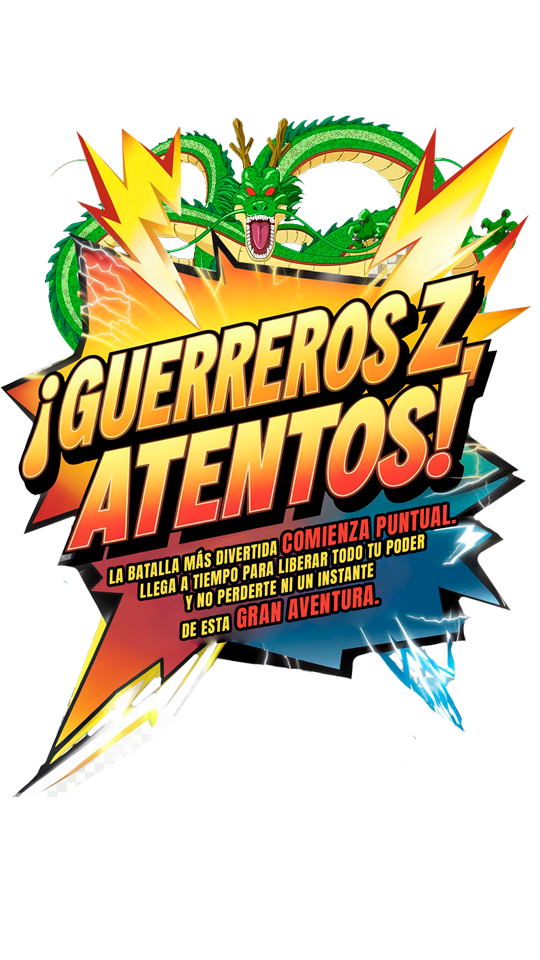 ¡GUERREROS Z,
ATENTOS!
LA BATALLA MÁS DIVERTIDA COMIENZA PUNTUAL.
LLEGA A TIEMPO PARA LIBERAR TODO TU PODER
Y NO PERDERTE NI UN INSTANTE
DE ESTA GRAN AVENTURA.